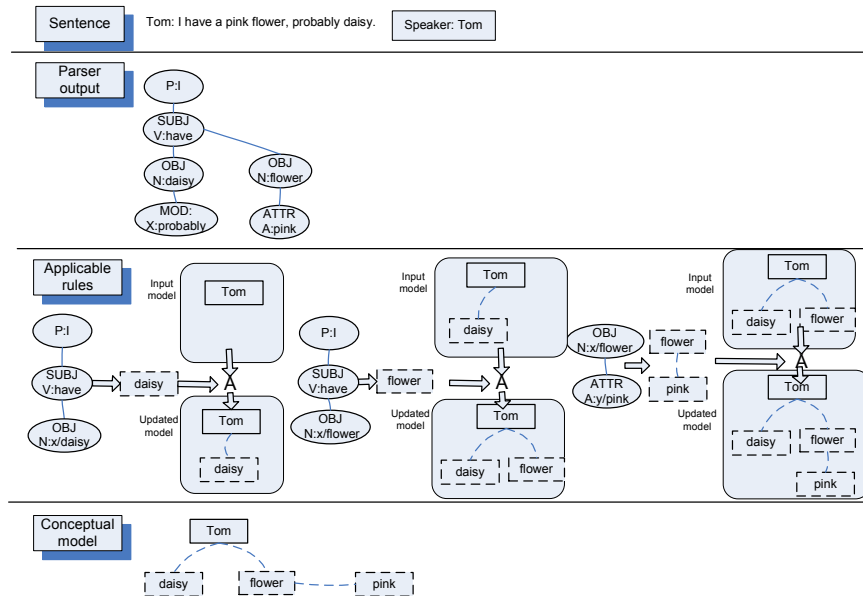 Sentence
Tom: I have a pink flower, probably daisy.
Speaker: Tom
Parser
output
P:I
SUBJ
V:have
OBJ
N:daisy
OBJ
N:flower
MOD:
X:probably
ATTR
A:pink
Applicable
rules
P:I
SUBJ
V:have
OBJ
N:x/daisy
daisy
Input
model
Tom
A
Updated
model
Tom
daisy
P:I
SUBJ
V:have
OBJ
N:x/flower
flower
Input
model
Tom
daisy
A
Updated
model
Tom
daisy
flower
OBJ
N:x/flower
ATTR
A:y/pink
flower
pink
Input
model
Tom
daisy
flower
A
Updated
model
Tom
daisy
flower
pink
Conceptual
model
Tom
daisy
flower
pink